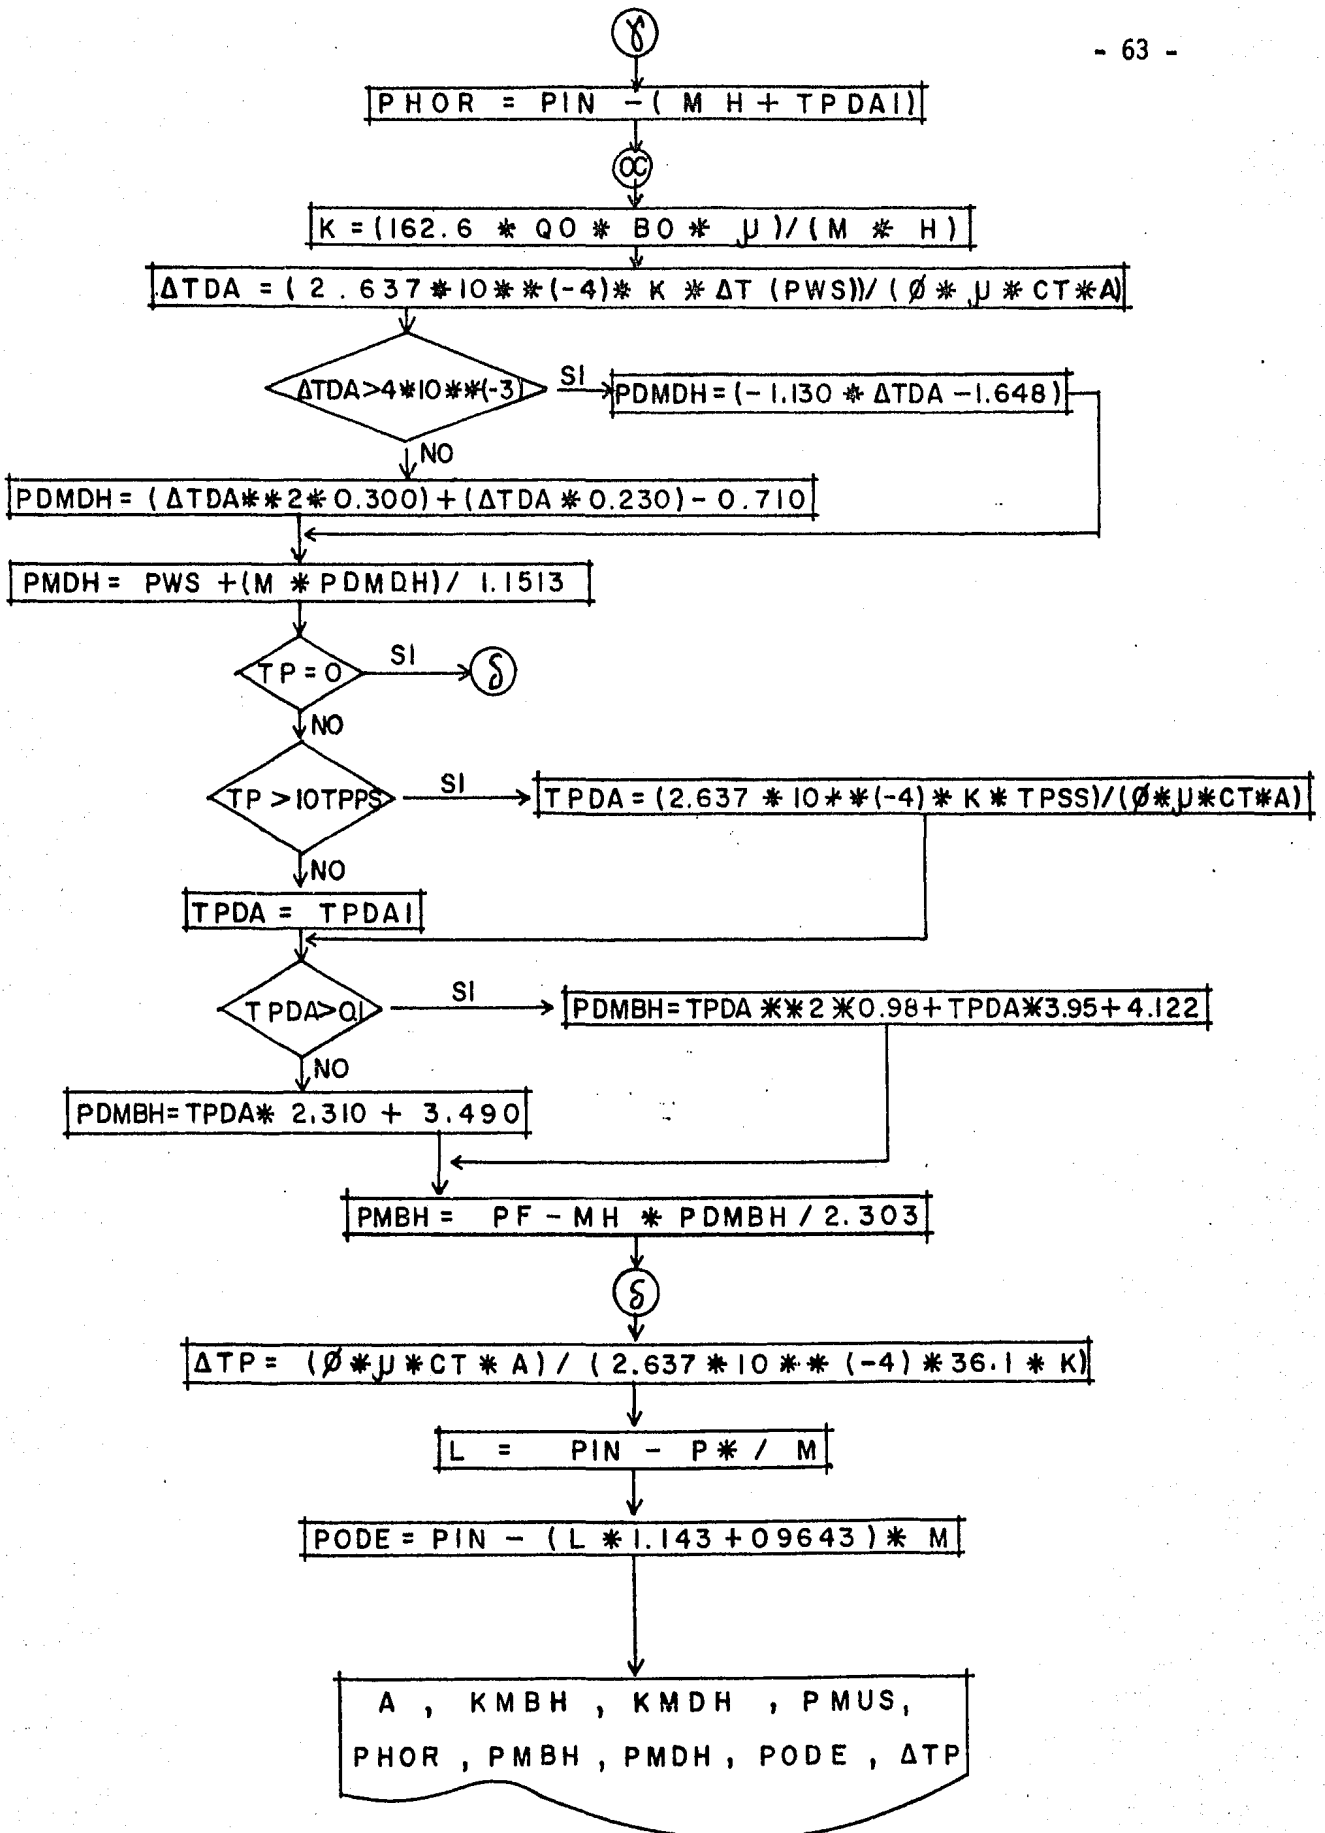 γ
- 63 -
PHOR = PIN - ( M H + TPDA1)
α
K = (162.6 * QO * BO * μ )/( M * H )
ΔTDA = ( 2 . 637*10**(-4)* K * ΔT (PWS))/ ( Ø * μ * CT*A)
ΔTDA>4*10**(-3)
SI
PDMDH = (- 1.130 * ΔTDA -1.648)
NO
PDMDH = ( ΔTDA**2*0.300) + (ΔTDA *0.230) - 0.710
PMDH = PWS +(M * PDMDH) / 1.1513
TP = 0
SI
δ
NO
TP >10TPPS
SI
TPDA = (2.637 * 10**(-4) * K * TPSS)/(Ø*μ*CT*A)
NO
TPDA = TPDA1
TPDA>0.1
SI
PDMBH=TPDA **2 *0.98+TPDA*3.95+4.122
NO
PDMBH=TPDA* 2.310 + 3.490
PMBH = PF - MH * PDMBH / 2.303
δ
ΔTP = (Ø*μ*CT * A) / ( 2.637 *10 ** (-4) *36.1 * K)
L = PIN - P* / M
PODE = PIN - ( L *1.143 + 09643 ) * M
A , KMBH , KMDH , PMUS,
PHOR , PMBH , PMDH , PODE , ΔTP